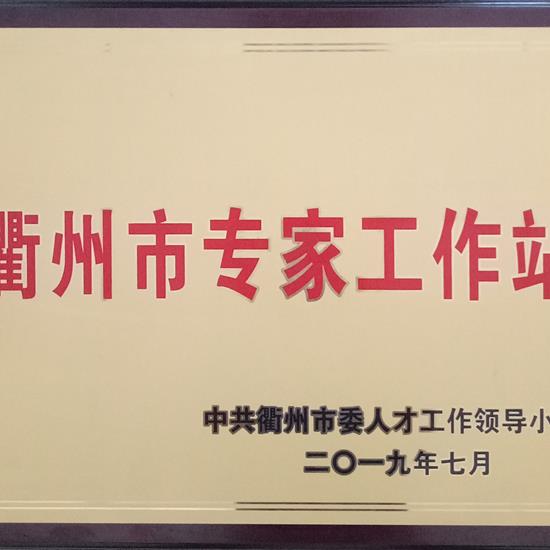 衢州市专家工作站
中共衢州市委人才工作领导小
二〇一九年七月